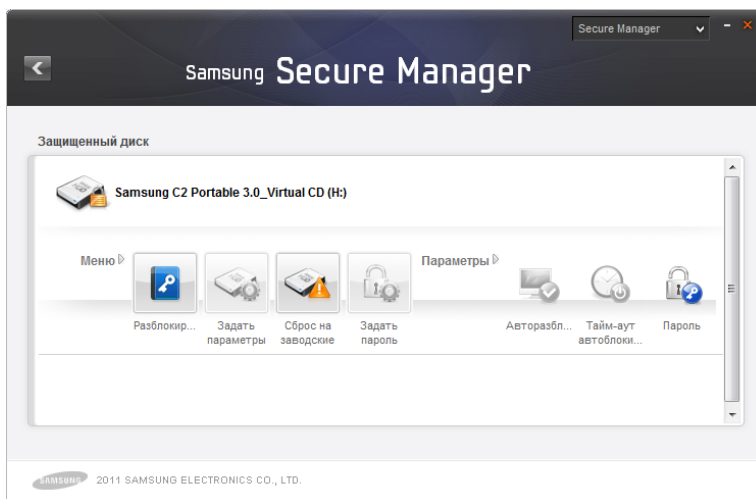 Secure Manager
Samsung Secure Manager
Защищенный диск
Samsung C2 Portable 3.0_Virtual CD (H:)
Меню
Разблокир...
Задать
параметры
Сброс на
заводские
Задать
пароль
Параметры
Авторазбл...
Тайм-аут
автоблоки...
Пароль
SAMSUNG
2011 SAMSUNG ELECTRONICS CO., LTD.